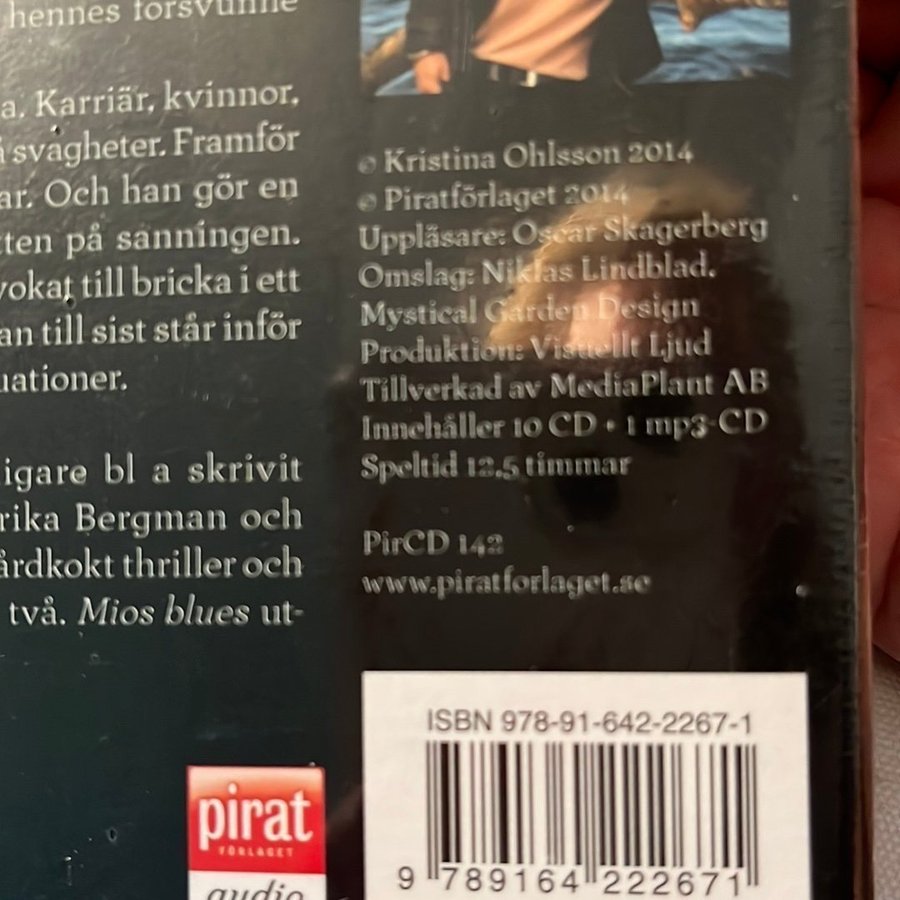 hennes försvunne
a. Karriär, kvinnor,
svagheter. Framför
ar. Och han gör en
tten på sanningen.
vokat till bricka i ett
an till sist står inför
uationer.
igare bl a skrivit
rika Bergman och
årdkokt thriller och
två. Mios blues ut-
© Kristina Ohlsson 2014
℗ Piratförlaget 2014
Uppläsare: Oscar Skagerberg
Omslag: Niklas Lindblad,
Mystical Garden Design
Produktion: Visuellt Ljud
Tillverkad av MediaPlant AB
Innehåller 10 CD • 1 mp3-CD
Speltid 12,5 timmar
PirCD 142
www.piratforlaget.se
ISBN 978-91-642-2267-1
9 789164 222671
pirat
FÖRLAGET
audio